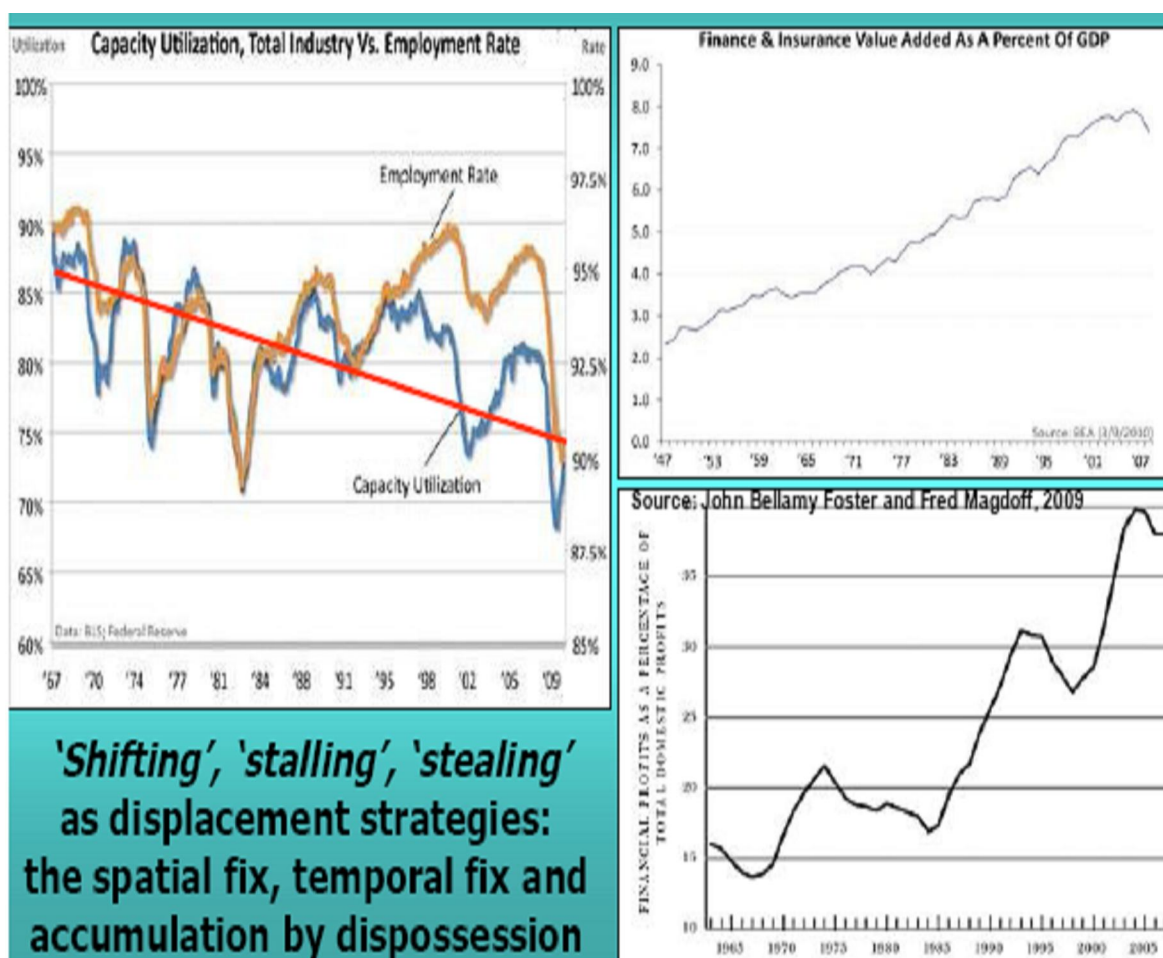 Utilization
Capacity Utilization, Total Industry Vs. Employment Rate
Rate
100%
95%
90%
85%
80%
75%
70%
65%
60%
100%
97.5%
95%
92.5%
90%
87.5%
85%
Employment Rate
Capacity Utilization
Data: BLS; Federal Reserve
'67 '70 '74 '77 '81 '84 '88 '91 '95 '98 '02 '05 '09
Finance & Insurance Value Added As A Percent Of GDP
9.0
8.0
7.0
6.0
5.0
4.0
3.0
2.0
1.0
0.0
Source: BEA (3/9/2010)
'47 '53 '59 '65 '71 '77 '83 '89 '95 '01 '07
Source: John Bellamy Foster and Fred Magdoff, 2009
FINANCIAL PROFITS AS A PERCENTAGE OF
TOTAL DOMESTIC PROFITS
35
30
25
20
15
10
1965 1970 1975 1980 1985 1990 1995 2000 2005
‘Shifting’, ‘stalling’, ‘stealing’
as displacement strategies:
the spatial fix, temporal fix and
accumulation by dispossession